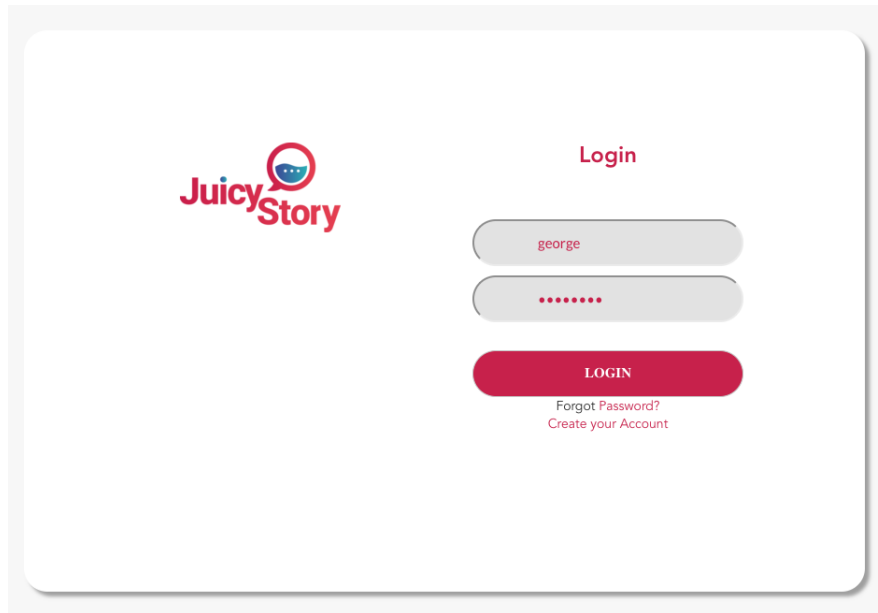 Juicy
Story
Login
george
••••••••
LOGIN
Forgot Password?
Create your Account